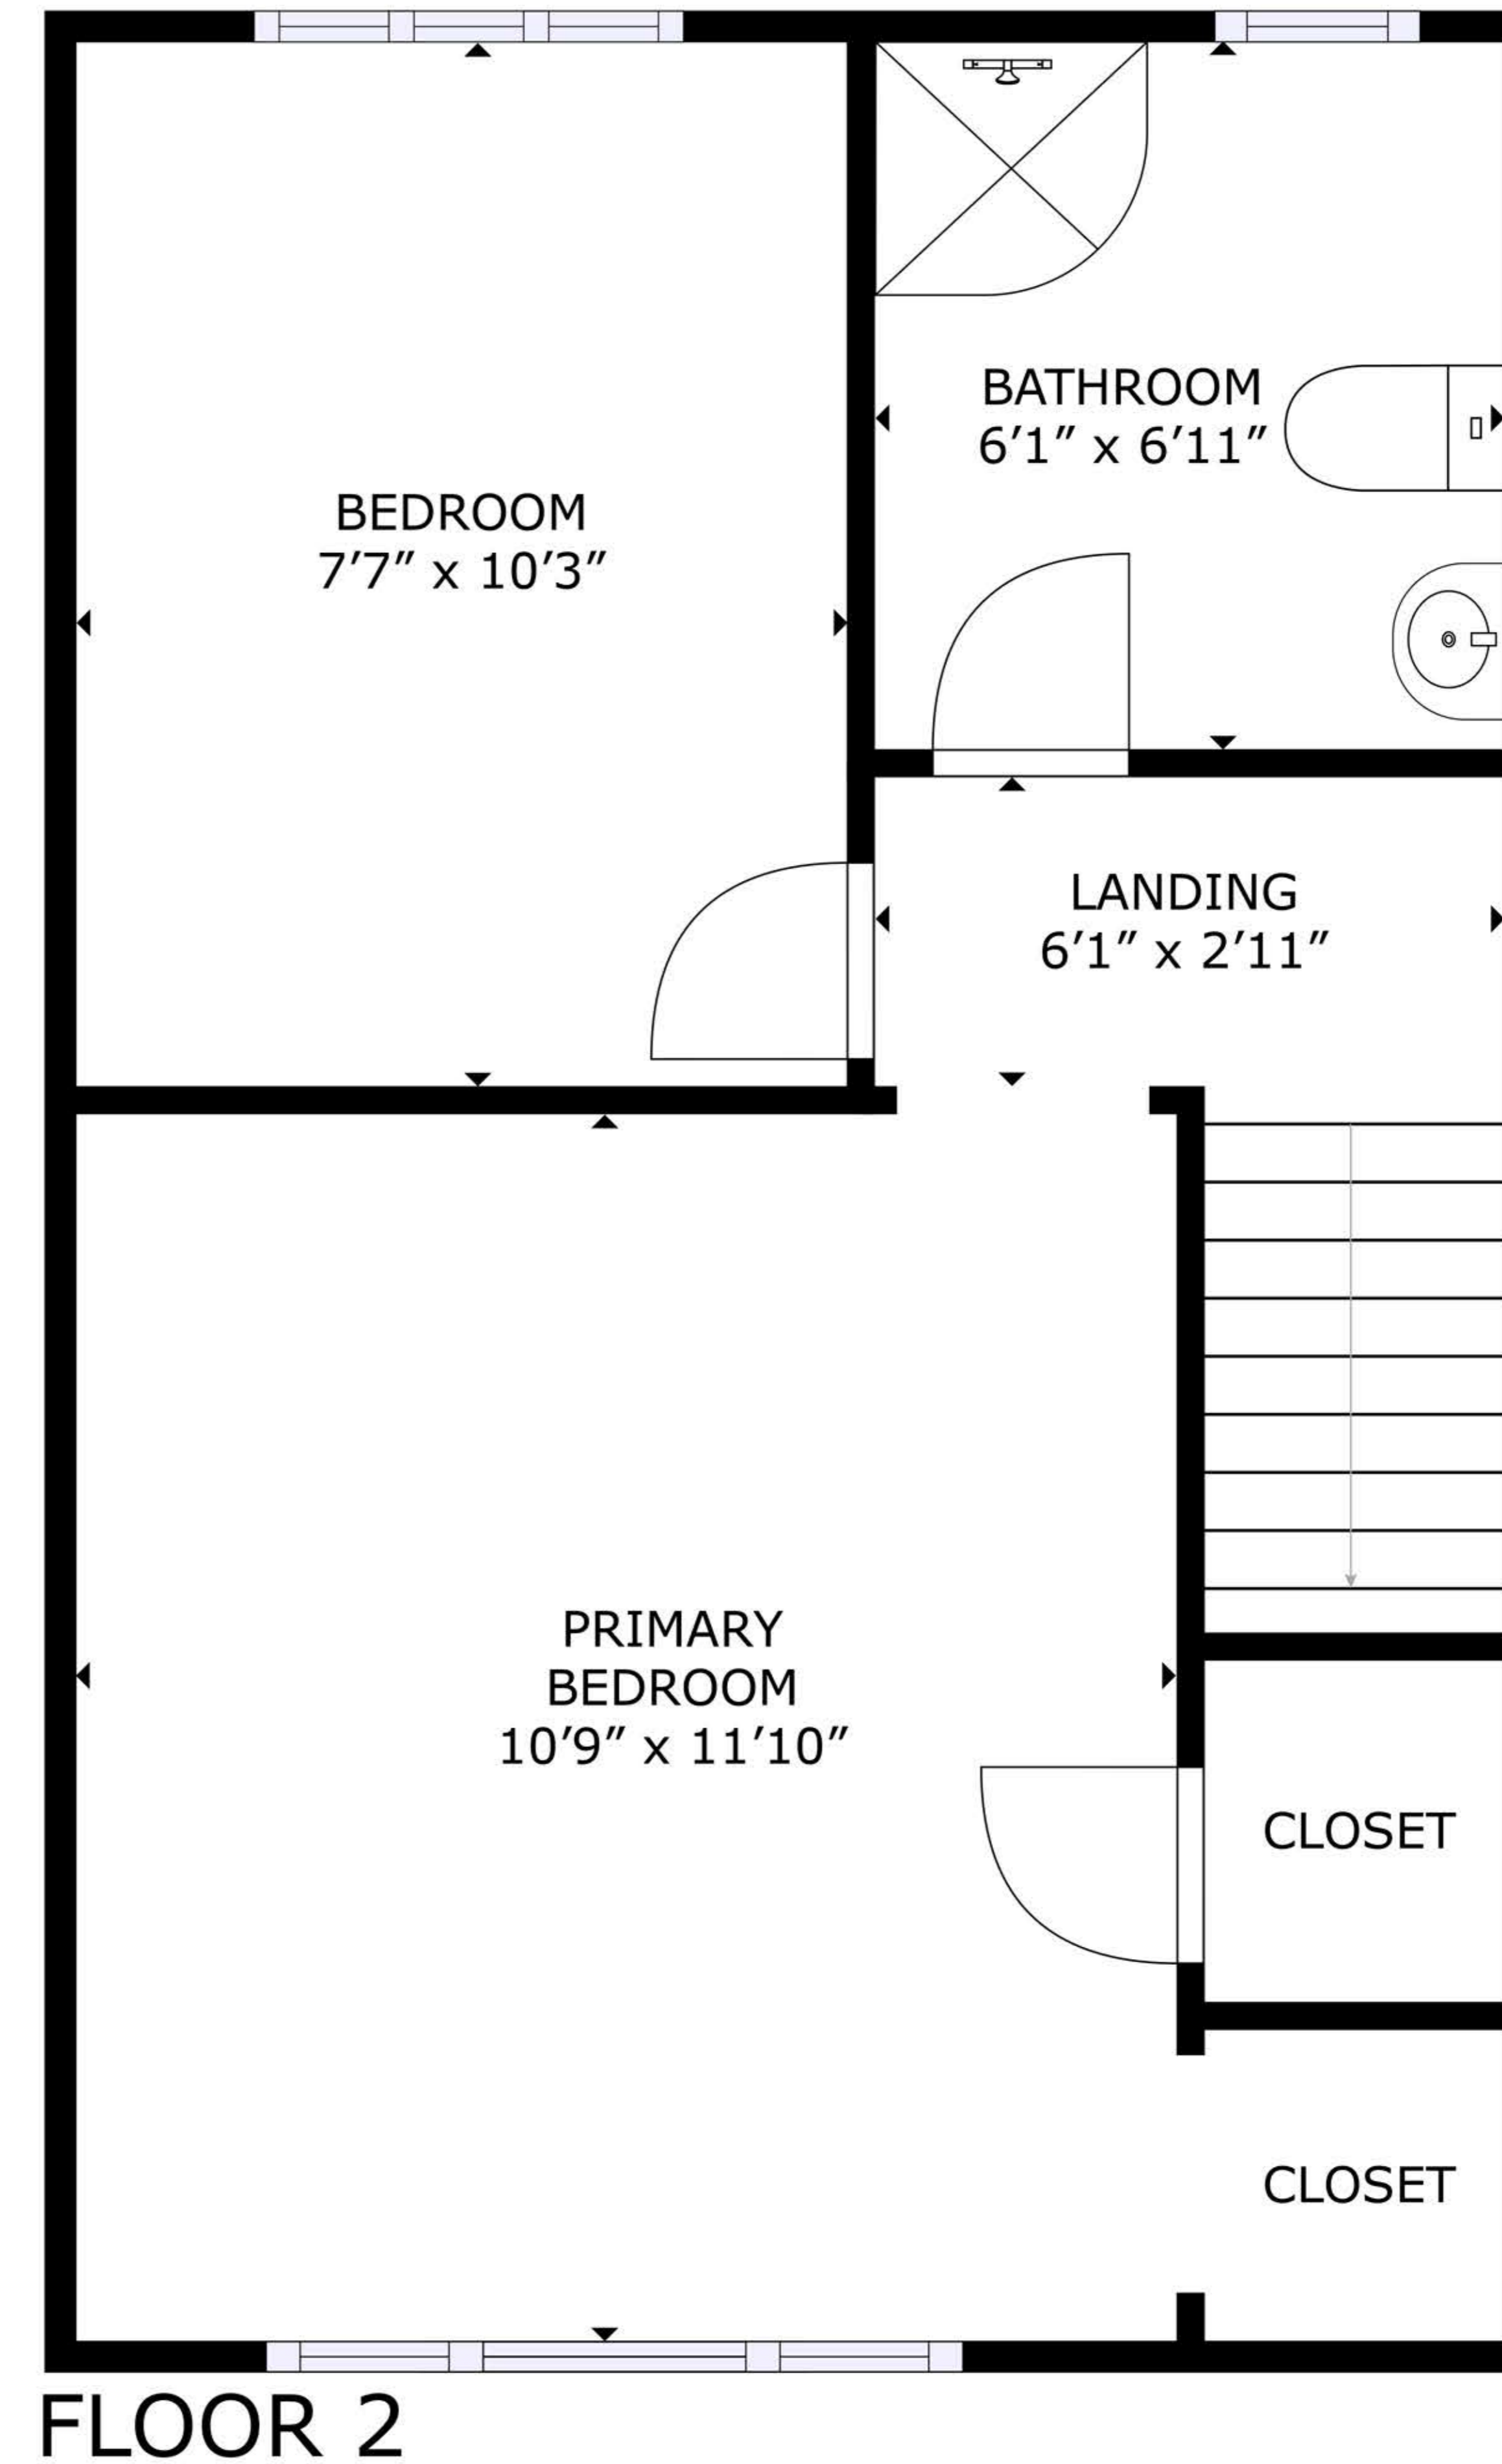 BATHROOM
6'1" x 6'11"
BEDROOM
7'7" x 10'3"
LANDING
6'1" x 2'11"
PRIMARY
BEDROOM
10'9" x 11'10"
CLOSET
CLOSET
FLOOR 2